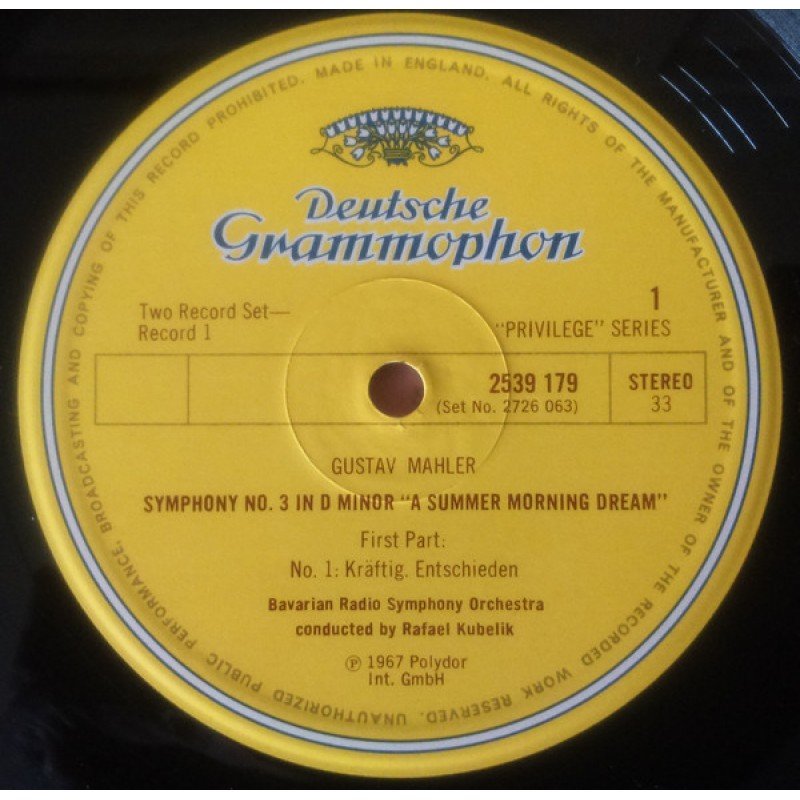 MADE IN ENGLAND. ALL RIGHTS OF THE MANUFACTURER AND OF THE OWNER OF THE RECORDED WORK RESERVED. UNAUTHORIZED PUBLIC PERFORMANCE, BROADCASTING AND COPYING OF THIS RECORD PROHIBITED.
Deutsche
Grammophon
Two Record Set—
Record 1
1
"PRIVILEGE" SERIES
2539 179
(Set No. 2726 063)
STEREO
33
GUSTAV MAHLER
SYMPHONY NO. 3 IN D MINOR "A SUMMER MORNING DREAM"
First Part:
No. 1: Kräftig. Entschieden
Bavarian Radio Symphony Orchestra
conducted by Rafael Kubelik
℗ 1967 Polydor
Int. GmbH